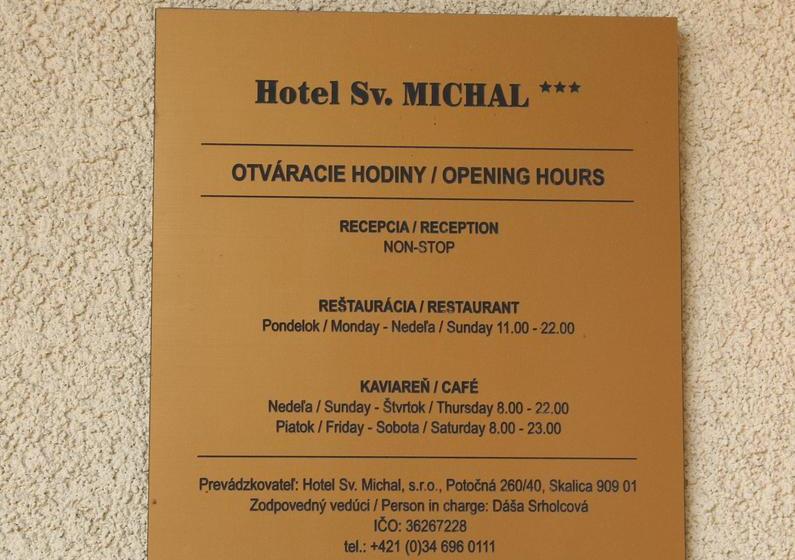 Hotel Sv. MICHAL ★★★
OTVÁRACIE HODINY / OPENING HOURS
RECEPCIA / RECEPTION
NON-STOP
REŠTAURÁCIA / RESTAURANT
Pondelok / Monday - Nedeľa / Sunday 11.00 - 22.00
KAVIAREŇ / CAFÉ
Nedeľa / Sunday - Štvrtok / Thursday 8.00 - 22.00
Piatok / Friday - Sobota / Saturday 8.00 - 23.00
Prevádzkovateľ: Hotel Sv. Michal, s.r.o., Potočná 260/40, Skalica 909 01
Zodpovedný vedúci / Person in charge: Dáša Srholcová
IČO: 36267228
tel.: +421 (0)34 696 0111